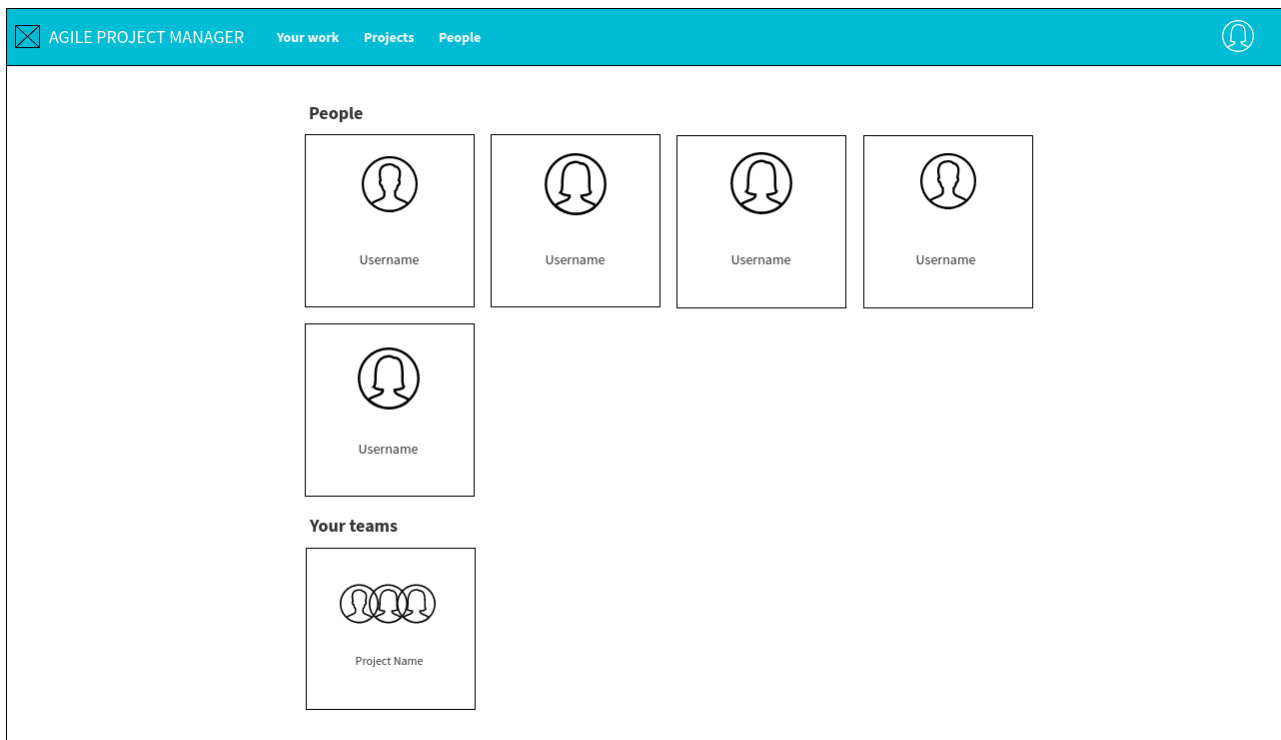 AGILE PROJECT MANAGER Your work Projects People
People
Username Username Username Username
Username
Your teams
Project Name